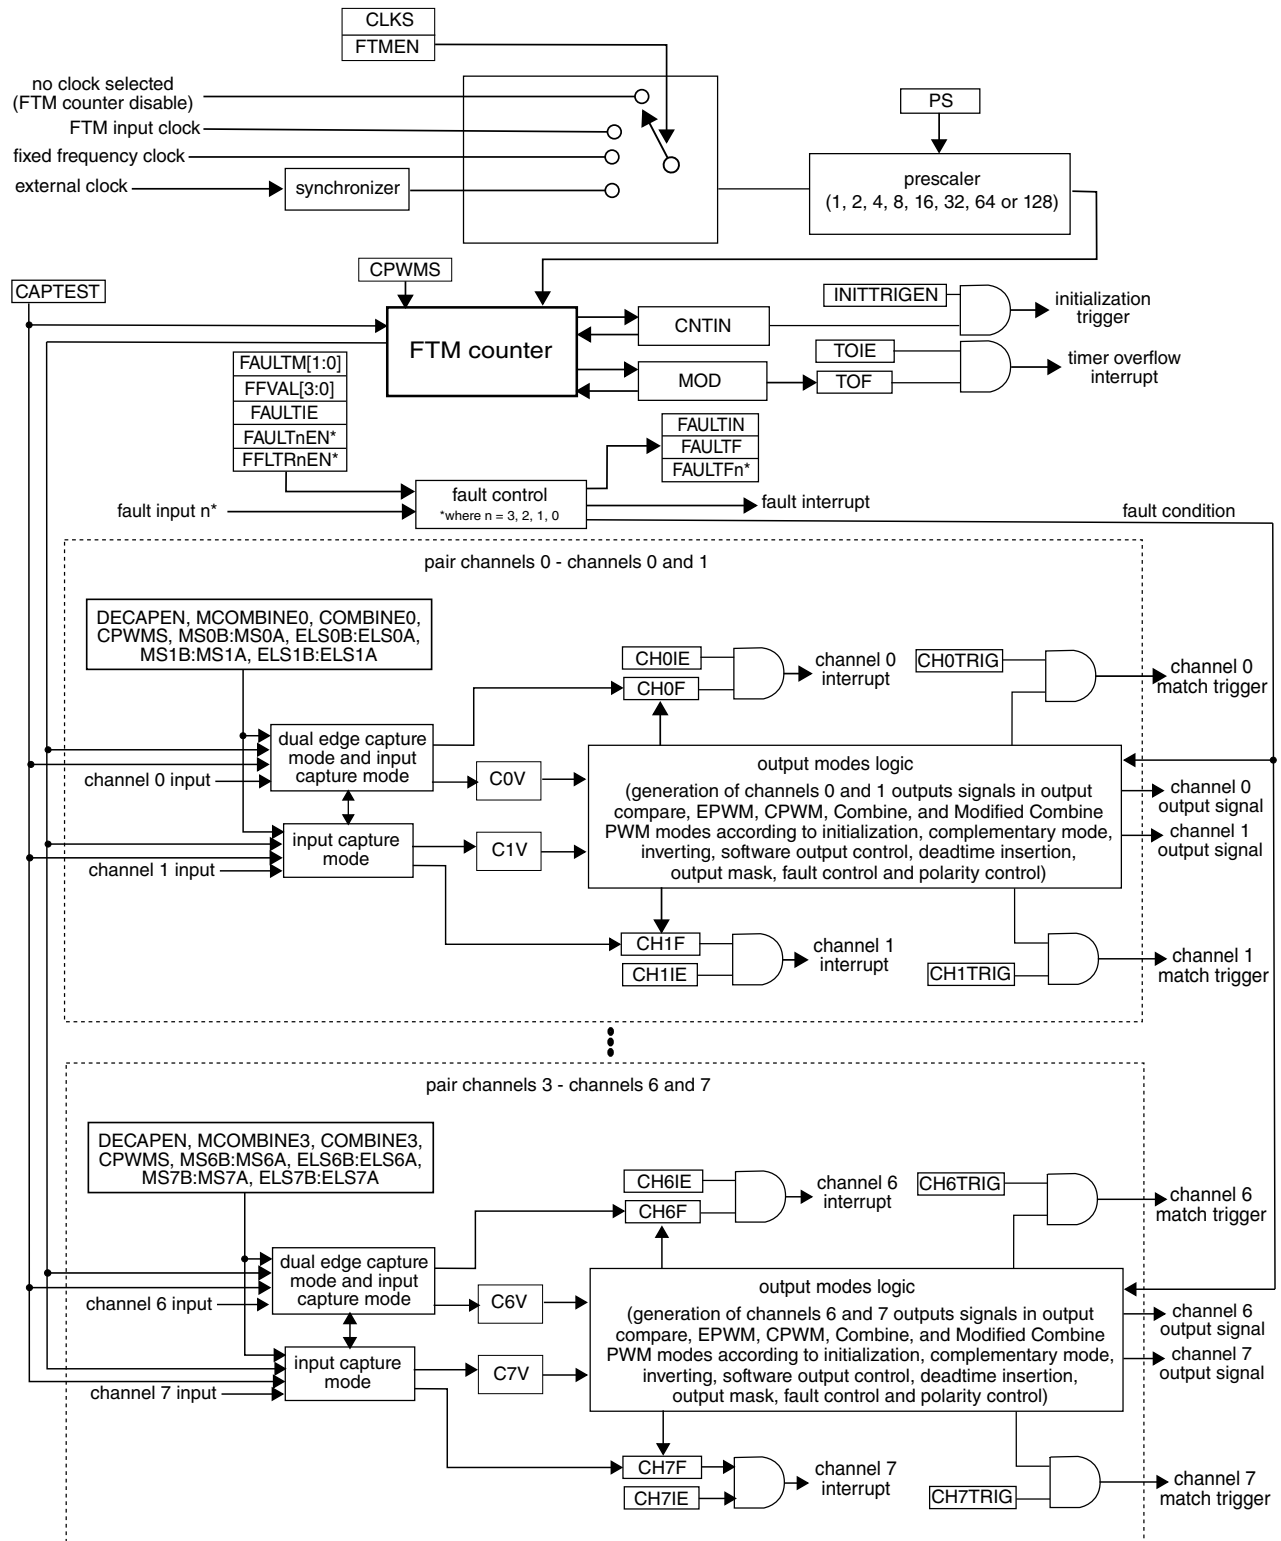 CLKS
FTMEN
no clock selected
(FTM counter disable)
FTM input clock
fixed frequency clock
external clock
synchronizer
PS
prescaler
(1, 2, 4, 8, 16, 32, 64 or 128)
CPWMS
CAPTEST
FTM counter
CNTIN
MOD
INITTRIGEN
initialization
trigger
TOIE
TOF
timer overflow
interrupt
FAULTM[1:0]
FFVAL[3:0]
FAULTIE
FAULTnEN*
FFLTRnEN*
FAULTIN
FAULTF
FAULTFn*
fault input n*
fault control
*where n = 3, 2, 1, 0
fault interrupt
fault condition
pair channels 0 - channels 0 and 1
DECAPEN, MCOMBINE0, COMBINE0,
CPWMS, MS0B:MS0A, ELS0B:ELS0A,
MS1B:MS1A, ELS1B:ELS1A
CH0IE
CH0F
channel 0
interrupt
CH0TRIG
channel 0
match trigger
dual edge capture
mode and input
capture mode
channel 0 input
C0V
input capture
mode
channel 1 input
C1V
output modes logic
(generation of channels 0 and 1 outputs signals in output
compare, EPWM, CPWM, Combine, and Modified Combine
PWM modes according to initialization, complementary mode,
inverting, software output control, deadtime insertion,
output mask, fault control and polarity control)
channel 0
output signal
channel 1
output signal
CH1F
CH1IE
channel 1
interrupt
CH1TRIG
channel 1
match trigger
pair channels 3 - channels 6 and 7
DECAPEN, MCOMBINE3, COMBINE3,
CPWMS, MS6B:MS6A, ELS6B:ELS6A,
MS7B:MS7A, ELS7B:ELS7A
CH6IE
CH6F
channel 6
interrupt
CH6TRIG
channel 6
match trigger
dual edge capture
mode and input
capture mode
channel 6 input
C6V
input capture
mode
channel 7 input
C7V
output modes logic
(generation of channels 6 and 7 outputs signals in output
compare, EPWM, CPWM, Combine, and Modified Combine
PWM modes according to initialization, complementary mode,
inverting, software output control, deadtime insertion,
output mask, fault control and polarity control)
channel 6
output signal
channel 7
output signal
CH7F
CH7IE
channel 7
interrupt
CH7TRIG
channel 7
match trigger